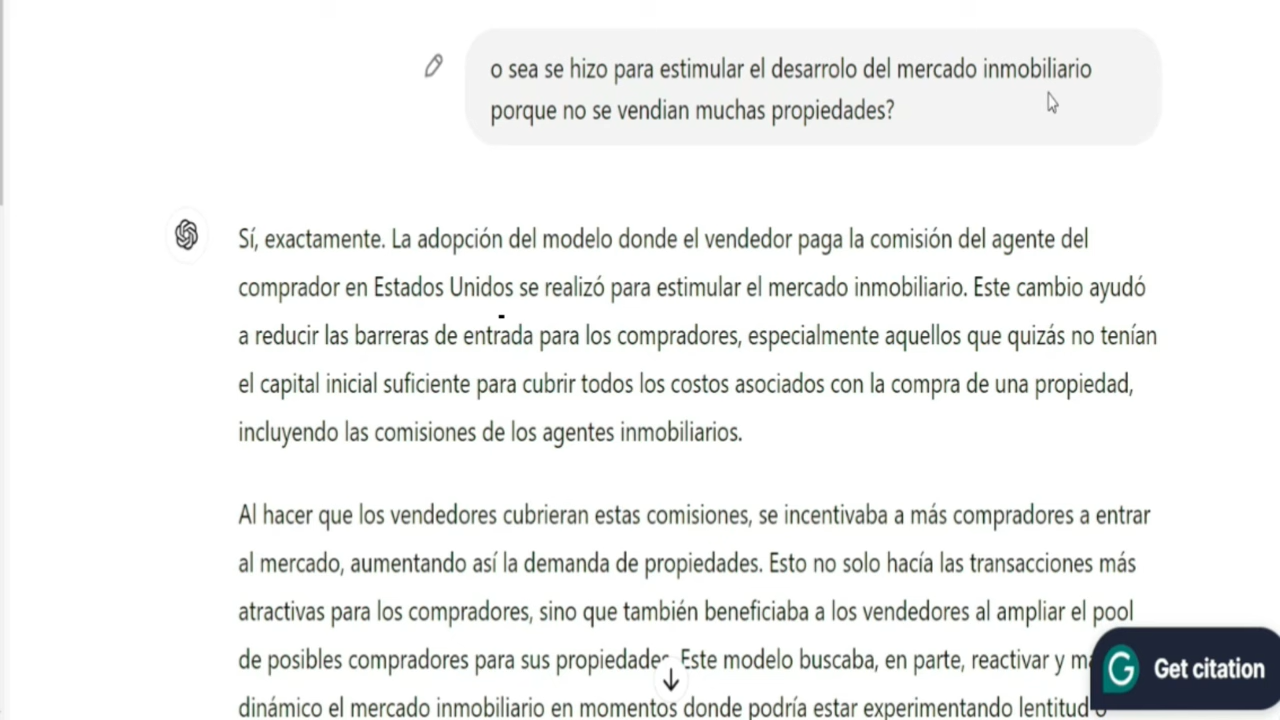 o sea se hizo para estimular el desarrolo del mercado inmobiliario
porque no se vendian muchas propiedades?
Sí, exactamente. La adopción del modelo donde el vendedor paga la comisión del agente del
comprador en Estados Unidos se realizó para estimular el mercado inmobiliario. Este cambio ayudó
a reducir las barreras de entrada para los compradores, especialmente aquellos que quizás no tenían
el capital inicial suficiente para cubrir todos los costos asociados con la compra de una propiedad,
incluyendo las comisiones de los agentes inmobiliarios.
Al hacer que los vendedores cubrieran estas comisiones, se incentivaba a más compradores a entrar
al mercado, aumentando así la demanda de propiedades. Esto no solo hacía las transacciones más
atractivas para los compradores, sino que también beneficiaba a los vendedores al ampliar el pool
de posibles compradores para sus propiedades. Este modelo buscaba, en parte, reactivar y
dinámico el mercado inmobiliario en momentos donde podría estar experimentando lentitud
Get citation